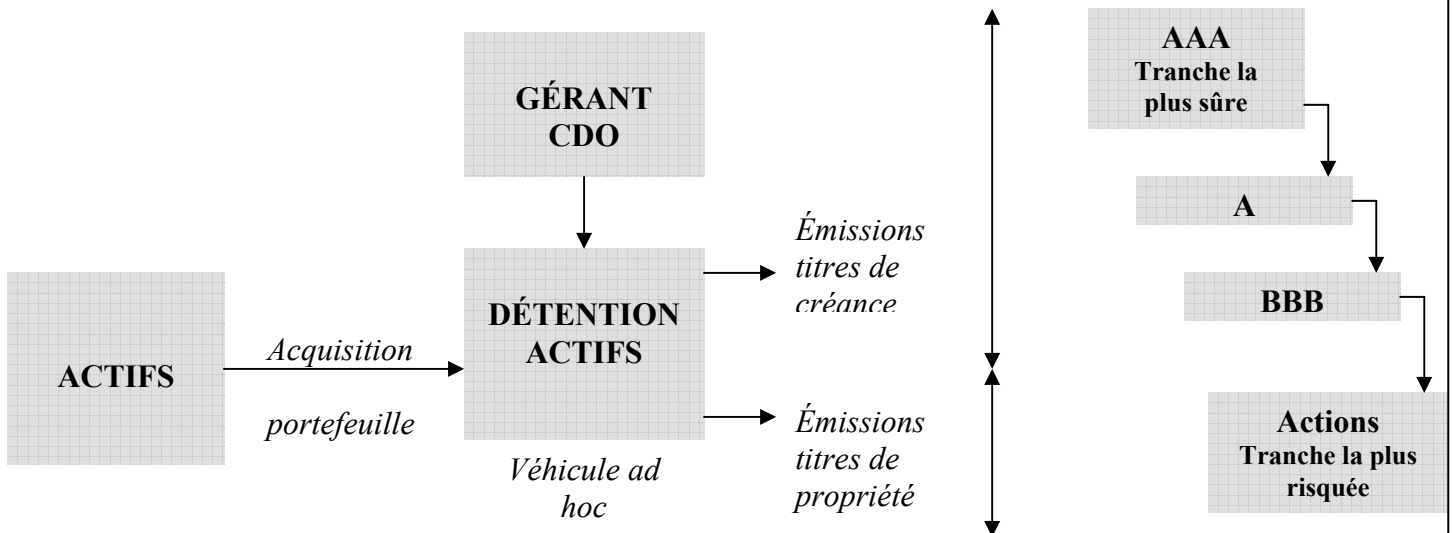 GÉRANT
CDO
ACTIFS
Acquisition
portefeuille
DÉTENTION
ACTIFS
Véhicule ad
hoc
Émissions
titres de
créance
Émissions
titres de
propriété
AAA
Tranche la
plus sûre
A
BBB
Actions
Tranche la plus
risquée